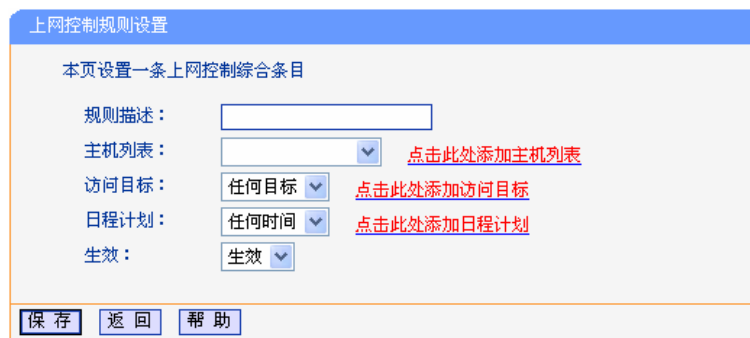 上网控制规则设置
本页设置一条上网控制综合条目
规则描述：
主机列表： 点击此处添加主机列表
访问目标： 任何目标 点击此处添加访问目标
日程计划： 任何时间 点击此处添加日程计划
生效： 生效
保 存 返 回 帮 助